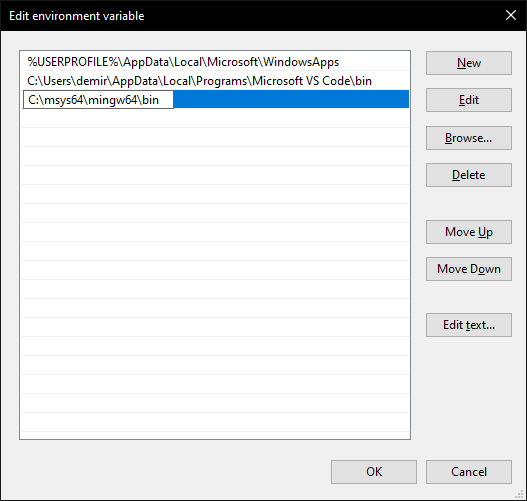 Edit environment variable
%USERPROFILE%\AppData\Local\Microsoft\WindowsApps
C:\Users\demir\AppData\Local\Programs\Microsoft VS Code\bin
C:\msys64\mingw64\bin
New
Edit
Browse...
Delete
Move Up
Move Down
Edit text...
OK
Cancel